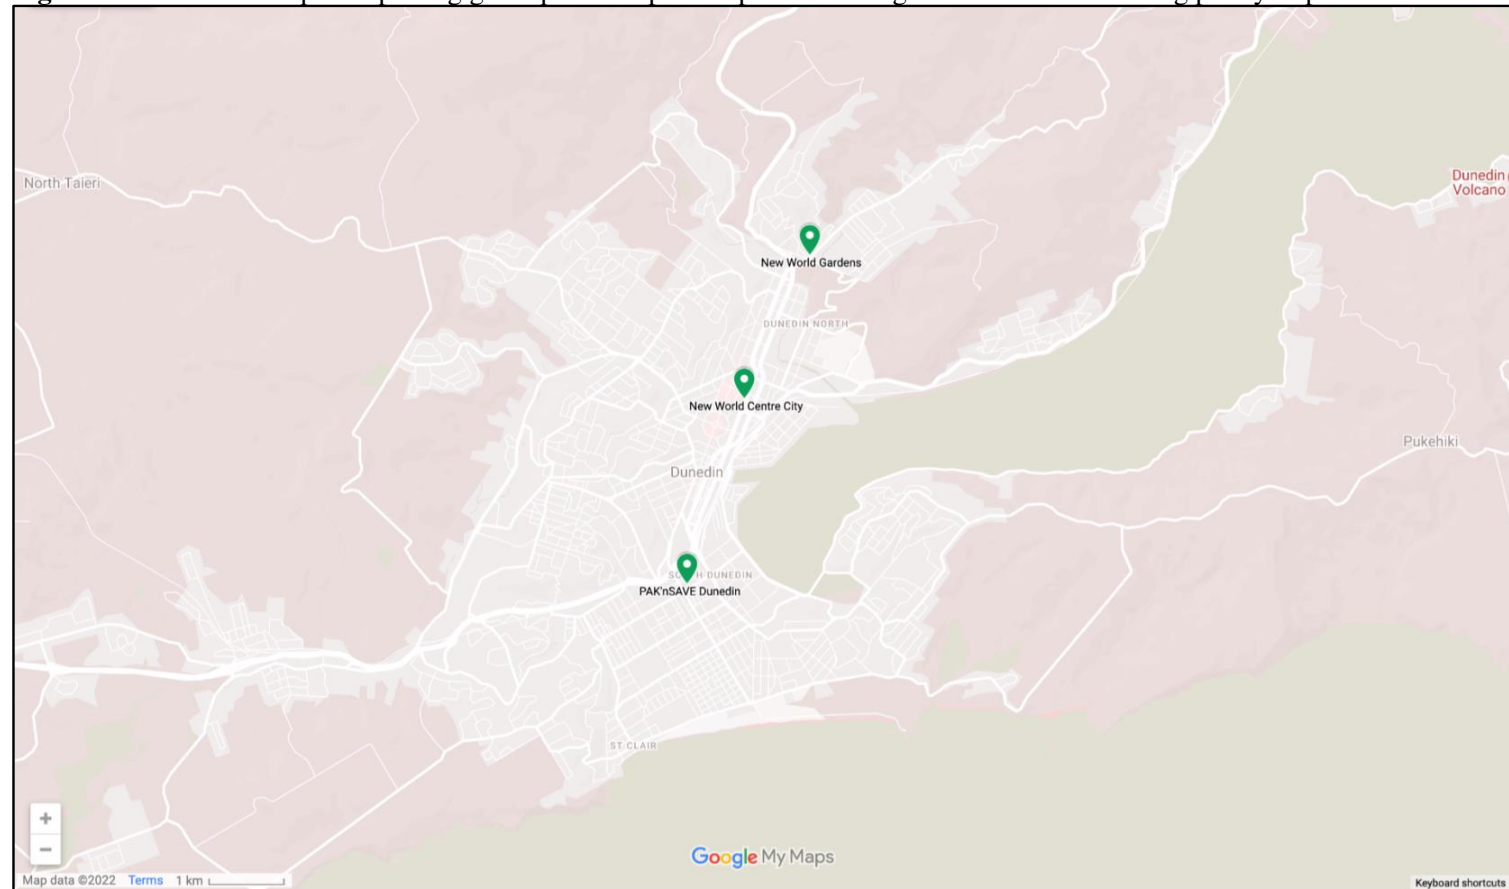 North Taieri
Dunedin
Volcano
New World Gardens
DUNEDIN NORTH
New World Centre City
Pukehiki
Dunedin
DUNEDIN
PAK'nSAVE Dunedin
ST CLAIR
+
−
Google My Maps
Map data ©2022 Terms 1 km
Keyboard shortcuts